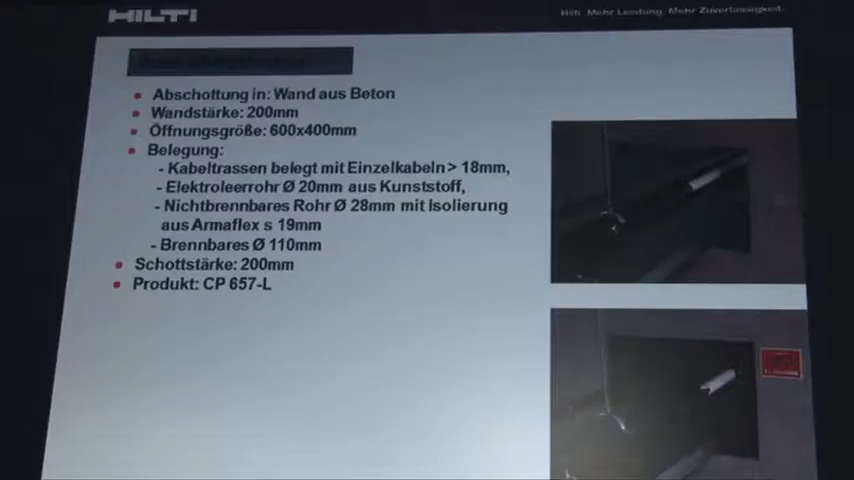 HILTI
Hilti. Mehr Leistung. Mehr Zuverlässigkeit.
Abschottung in: Wand aus Beton
Wandstärke: 200mm
Öffnungsgröße: 600x400mm
Belegung:
- Kabeltrassen belegt mit Einzelkabeln > 18mm,
- Elektroleerrohr Ø 20mm aus Kunststoff,
- Nichtbrennbares Rohr Ø 28mm mit Isolierung
aus Armaflex s 19mm
- Brennbares Ø 110mm
Schottstärke: 200mm
Produkt: CP 657-L